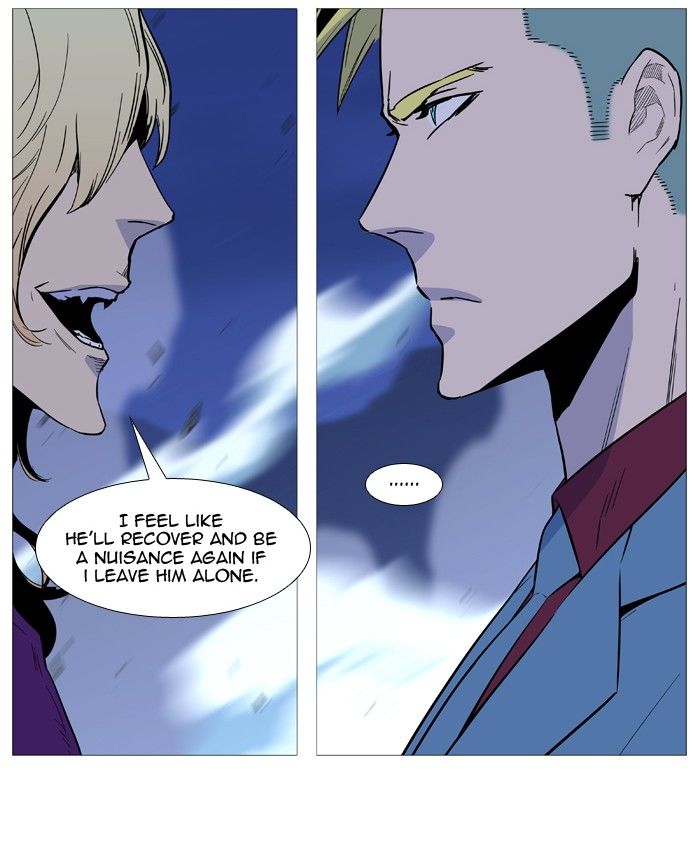 I FEEL LIKE
HE'LL RECOVER AND BE
A NUISANCE AGAIN IF
I LEAVE HIM ALONE.
......